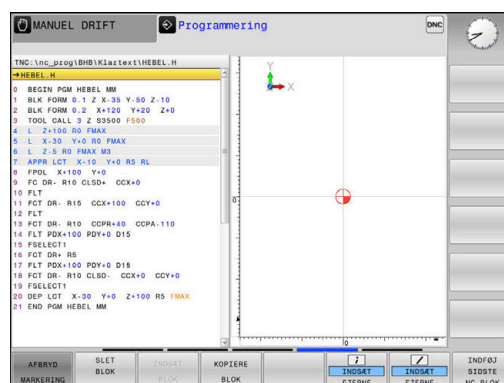 MANUEL DRIFT
Programmering
DNC
TNC:\nc_prog\BHB\Klartext\HEBEL.H
→HEBEL.H
0 BEGIN PGM HEBEL MM
1 BLK FORM 0.1 Z X-35 Y-50 Z-10
2 BLK FORM 0.2 X+120 Y+20 Z+0
3 TOOL CALL 3 Z S3500 F500
4 L Z+100 R0 FMAX
5 L X-30 Y+0 R0 FMAX
6 L Z-5 R0 FMAX M3
7 APPR LCT X-10 Y+0 R5 RL
8 FPOL X+100 Y+0
9 FC DR- R10 CLSD+ CCX+0
10 FLT
11 FCT DR- R15 CCX+100 CCY+0
12 FLT
13 FCT DR- R10 CCPR+40 CCPA-110
14 FLT PDX+100 PDY+0 D15
15 FSELECT1
16 FCT DR+ R5
17 FLT PDX+100 PDY+0 D15
18 FCT DR- R10 CLSD- CCX+0 CCY+0
19 FSELECT1
20 DEP LCT X-30 Y+0 Z+100 R5 FMAX
21 END PGM HEBEL MM
Y
X
0
0
AFBRYD
MARKERING
SLET
BLOK
INDSÆT
BLOK
KOPIERE
BLOK
INDSÆT
EKSTERNE
INDSÆT
EKSTERNE
INDFØJ
SIDSTE
NC BLOK